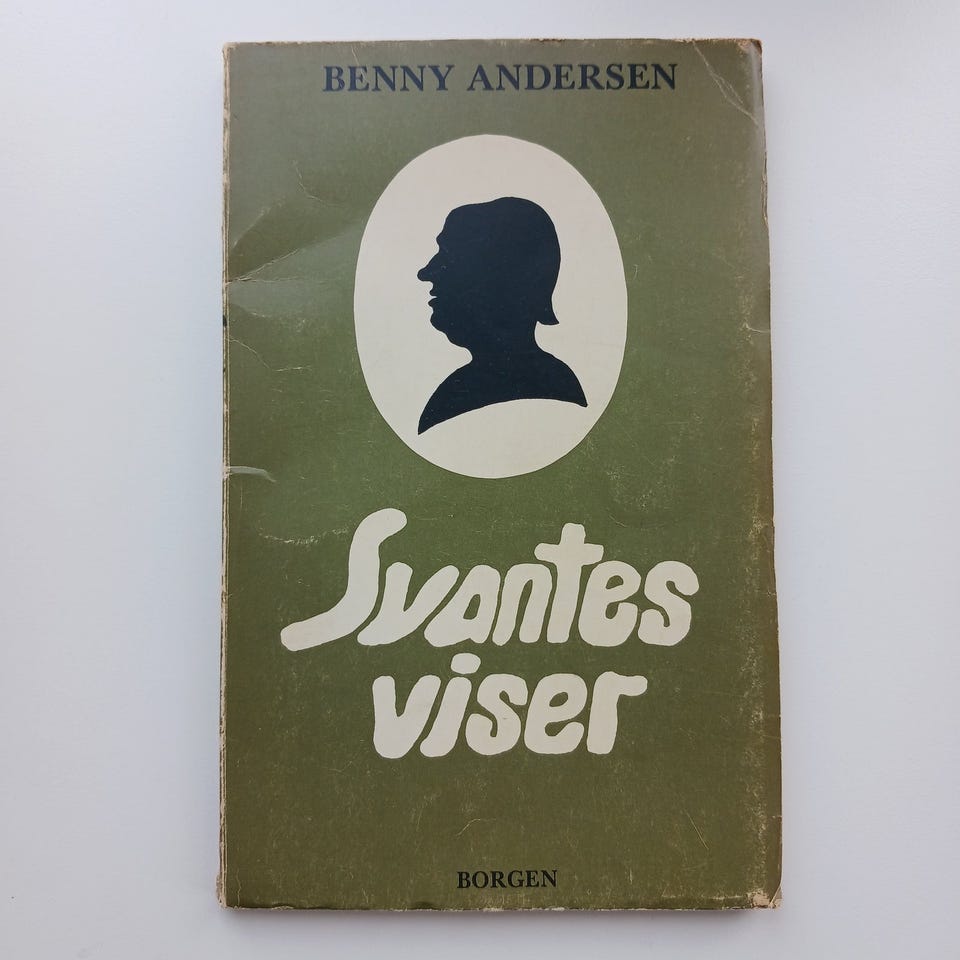 BENNY ANDERSEN
Svantes
viser
BORGEN